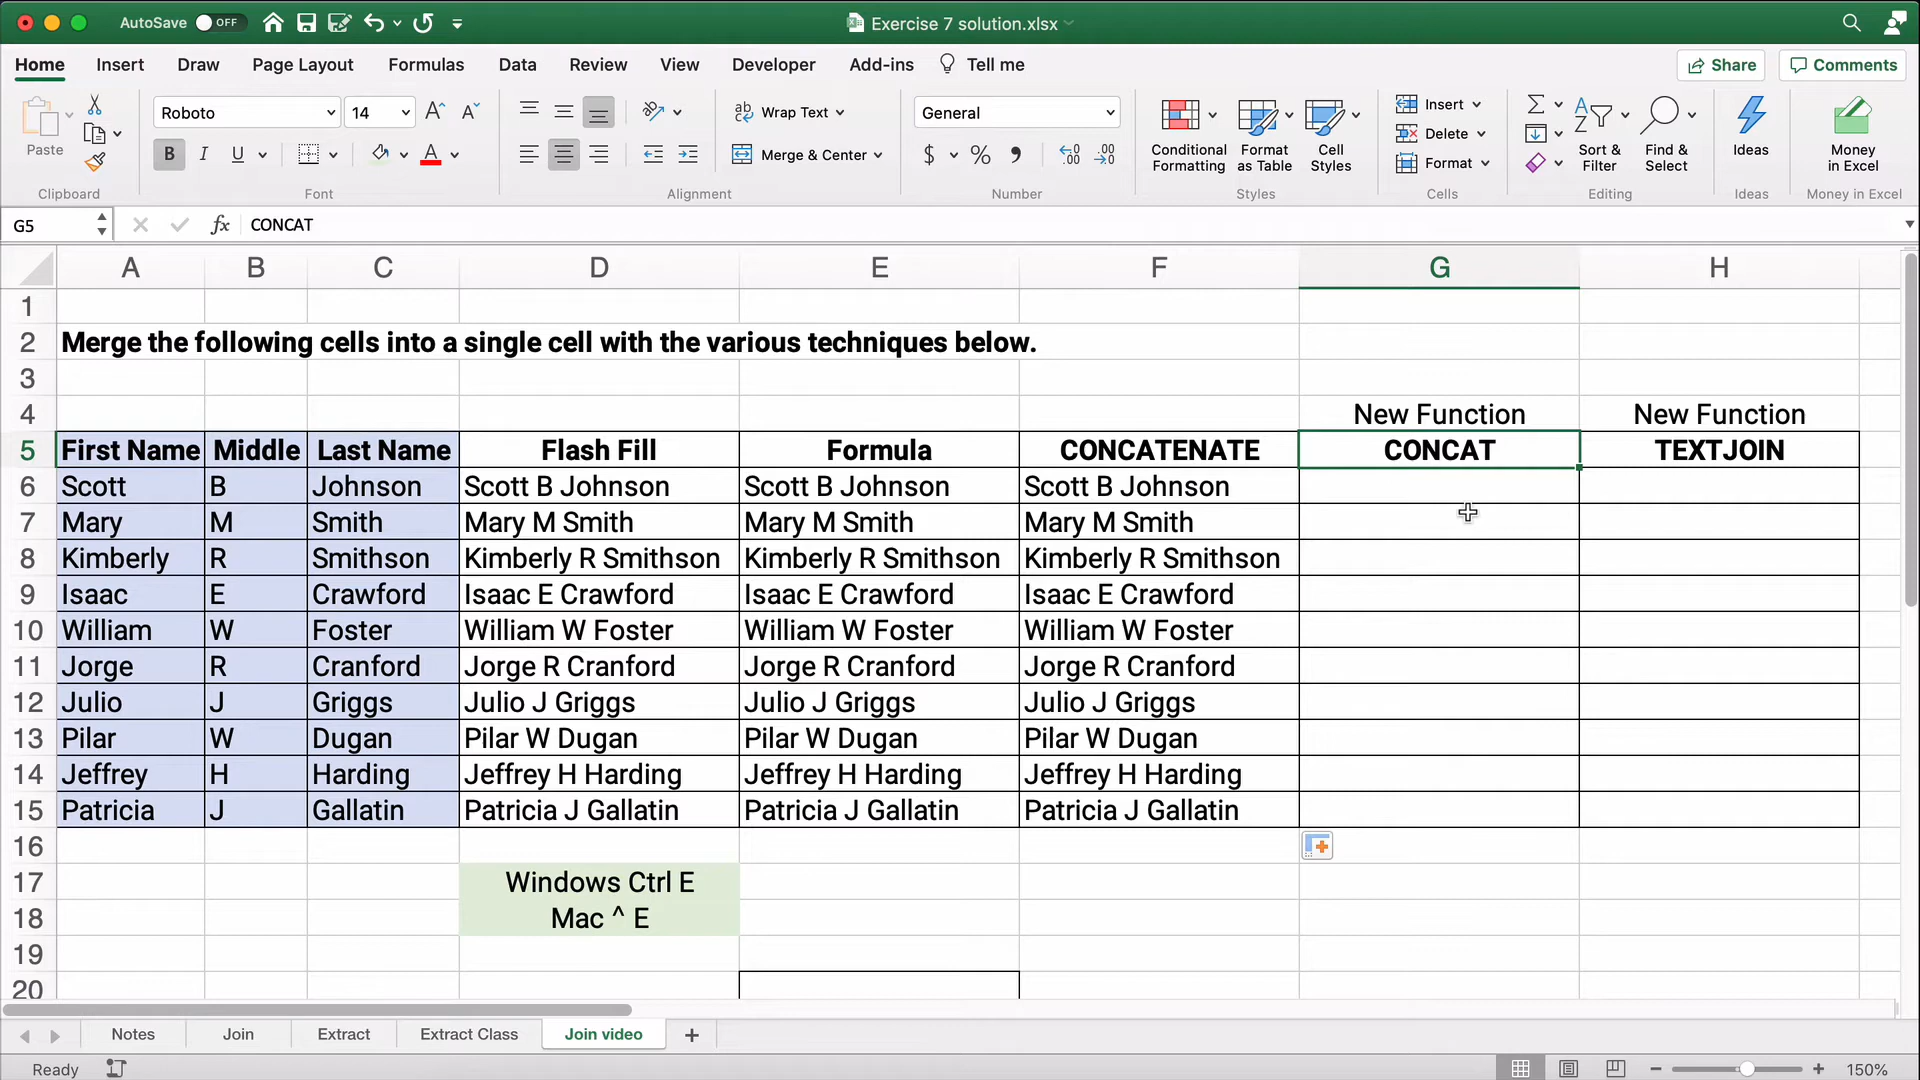 AutoSave OFF Exercise 7 solution.xlsx
Home Insert Draw Page Layout Formulas Data Review View Developer Add-ins Tell me Share Comments
Paste Roboto 14 Wrap Text General Insert
B I U Merge & Center $ % Delete
Conditional Formatting Format as Table Cell Styles Format Sort & Filter Find & Select Ideas Money in Excel
Clipboard Font Alignment Number Styles Cells Editing Ideas Money in Excel
G5 fx CONCAT
A B C D E F G H
1
2 Merge the following cells into a single cell with the various techniques below.
3
4 New Function New Function
5 First Name Middle Last Name Flash Fill Formula CONCATENATE CONCAT TEXTJOIN
6 Scott B Johnson Scott B Johnson Scott B Johnson Scott B Johnson
7 Mary M Smith Mary M Smith Mary M Smith Mary M Smith
8 Kimberly R Smithson Kimberly R Smithson Kimberly R Smithson Kimberly R Smithson
9 Isaac E Crawford Isaac E Crawford Isaac E Crawford Isaac E Crawford
10 William W Foster William W Foster William W Foster William W Foster
11 Jorge R Cranford Jorge R Cranford Jorge R Cranford Jorge R Cranford
12 Julio J Griggs Julio J Griggs Julio J Griggs Julio J Griggs
13 Pilar W Dugan Pilar W Dugan Pilar W Dugan Pilar W Dugan
14 Jeffrey H Harding Jeffrey H Harding Jeffrey H Harding Jeffrey H Harding
15 Patricia J Gallatin Patricia J Gallatin Patricia J Gallatin Patricia J Gallatin
16
17 Windows Ctrl E
18 Mac ^ E
19
20
Notes Join Extract Extract Class Join video +
Ready 150%